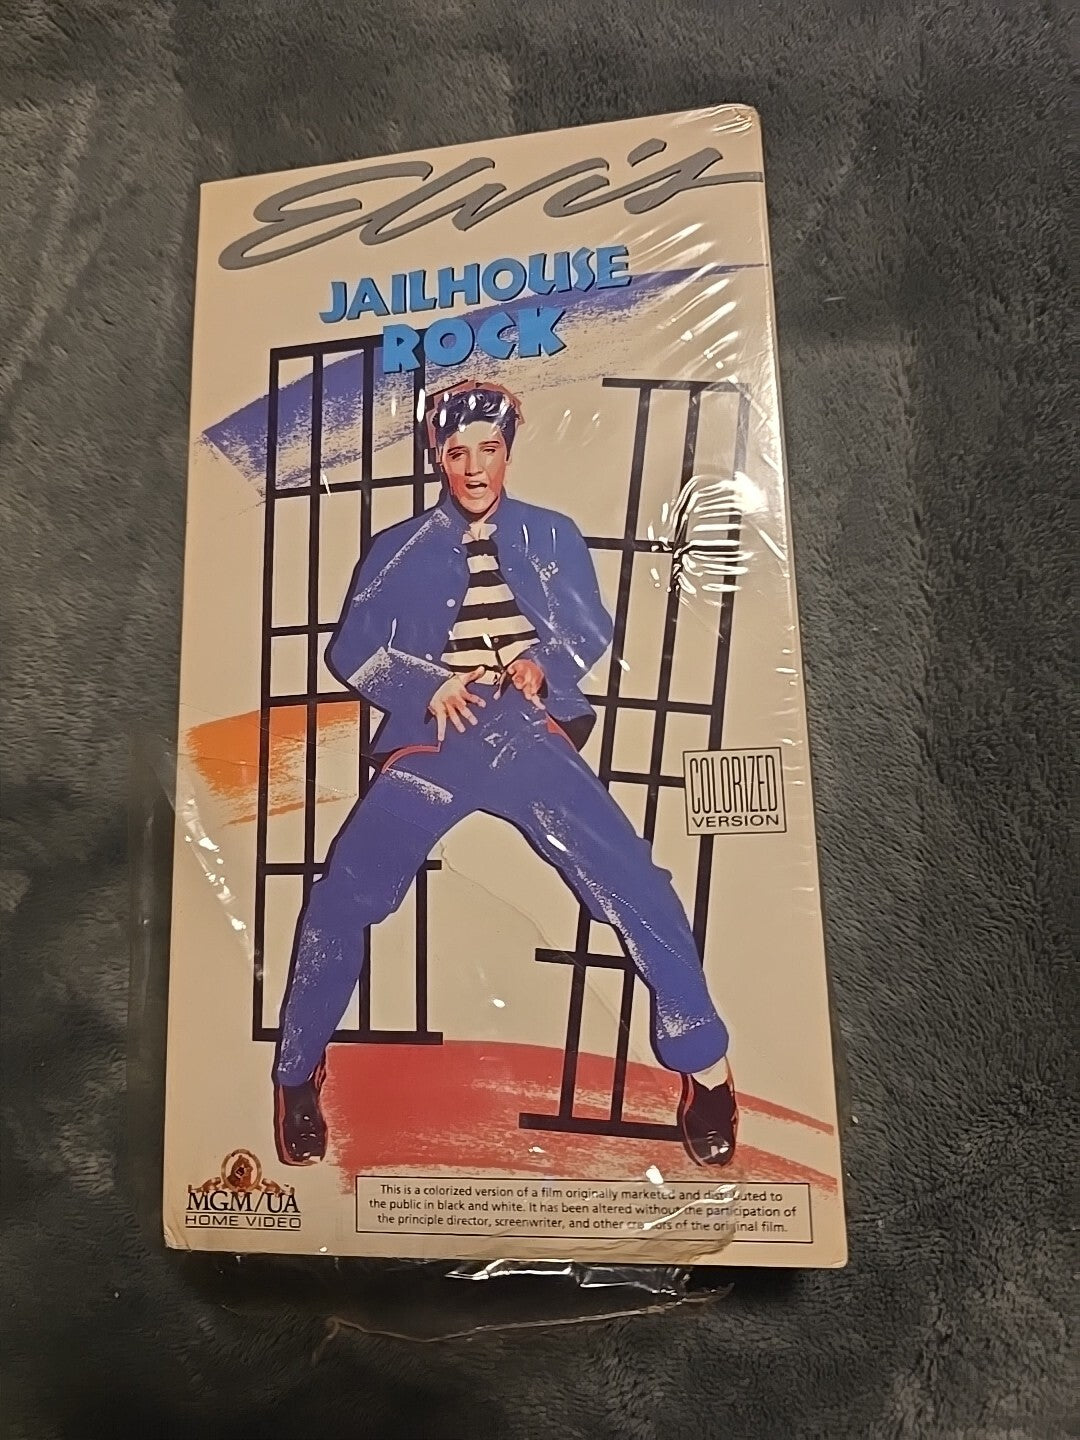 Elvis
JAILHOUSE
ROCK
COLORIZED
VERSION
MGM/UA
HOME VIDEO
This is a colorized version of a film originally marketed and distributed to
the public in black and white. It has been altered without the participation of
the principle director, screenwriter, and other creators of the original film.